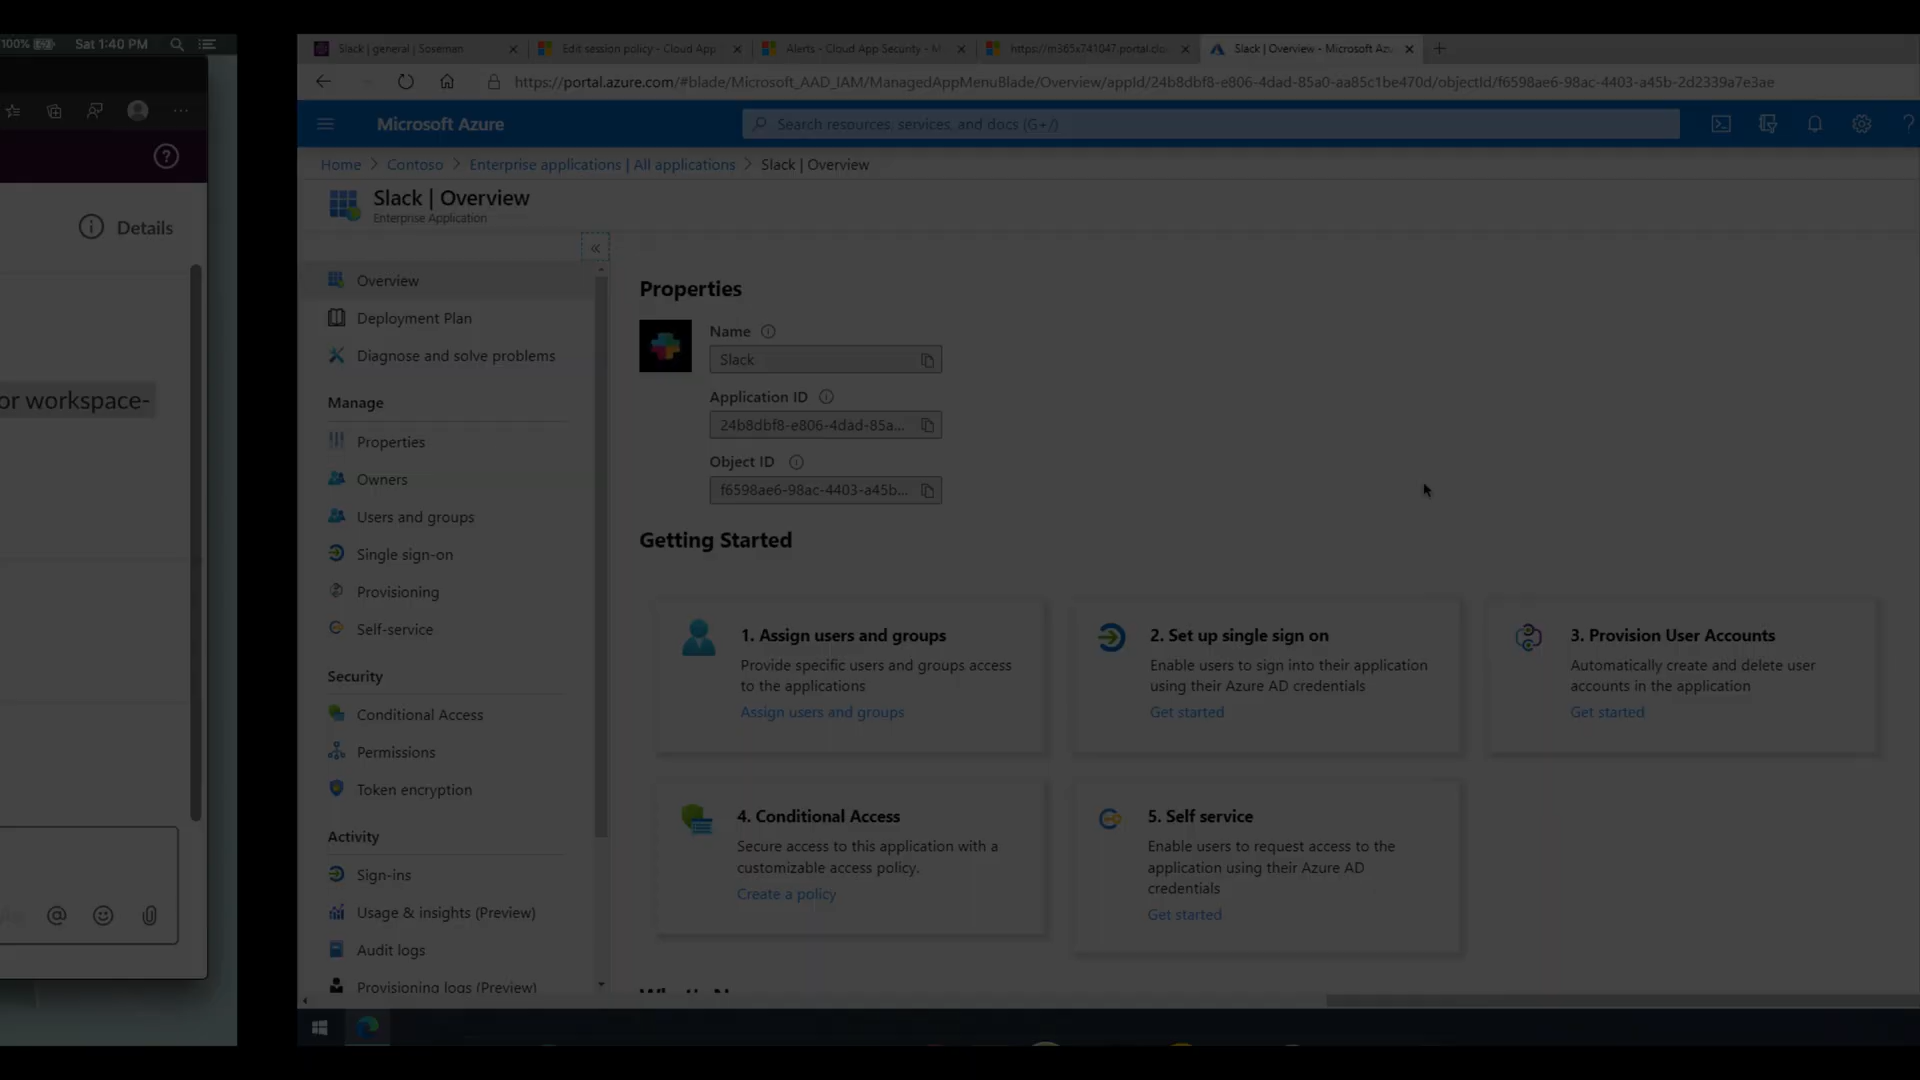 100%
Sat 1:40 PM
Details
or workspace-
Slack | general | Soseman
Edit session policy - Cloud App
Alerts - Cloud App Security - M
https://m365x741047.portal.clo
Slack | Overview - Microsoft Azu
https://portal.azure.com/#blade/Microsoft_AAD_IAM/ManagedAppMenuBlade/Overview/appId/24b8dbf8-e806-4dad-85a0-aa85c1be470d/objectId/f6598ae6-98ac-4403-a45b-2d2339a7e3ae
Microsoft Azure
Search resources, services, and docs (G+/)
Home > Contoso > Enterprise applications | All applications > Slack | Overview
Slack | Overview
Enterprise Application
«
Overview
Deployment Plan
Diagnose and solve problems
Manage
Properties
Owners
Users and groups
Single sign-on
Provisioning
Self-service
Security
Conditional Access
Permissions
Token encryption
Activity
Sign-ins
Usage & insights (Preview)
Audit logs
Provisioning logs (Preview)
Properties
Name
Slack
Application ID
24b8dbf8-e806-4dad-85a...
Object ID
f6598ae6-98ac-4403-a45b...
Getting Started
1. Assign users and groups
Provide specific users and groups access
to the applications
Assign users and groups
2. Set up single sign on
Enable users to sign into their application
using their Azure AD credentials
Get started
3. Provision User Accounts
Automatically create and delete user
accounts in the application
Get started
4. Conditional Access
Secure access to this application with a
customizable access policy.
Create a policy
5. Self service
Enable users to request access to the
application using their Azure AD
credentials
Get started